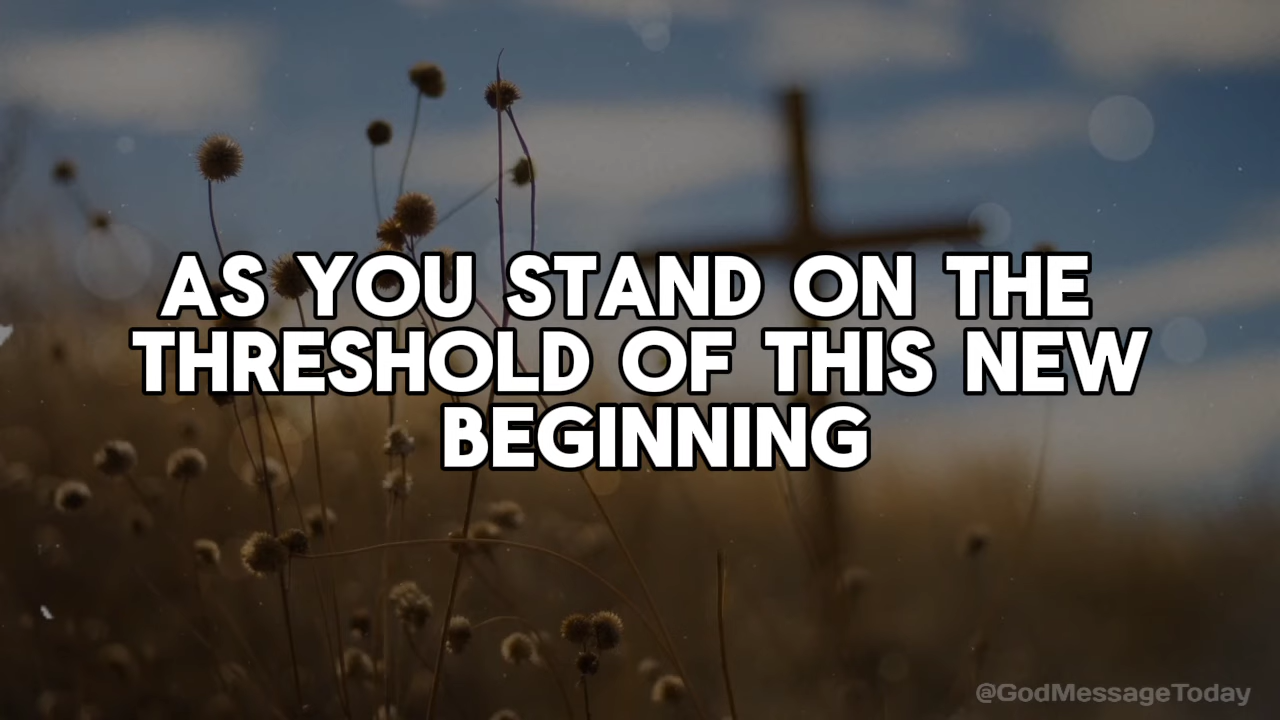 AS YOU STAND ON THE
THRESHOLD OF THIS NEW
BEGINNING
@GodMessageToday